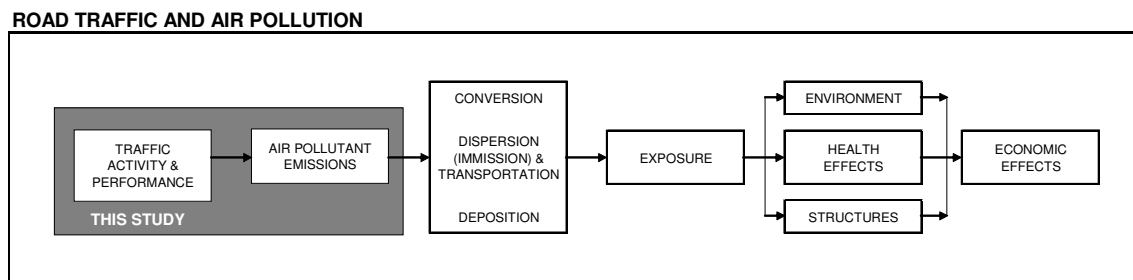 ROAD TRAFFIC AND AIR POLLUTION
TRAFFIC
ACTIVITY &
PERFORMANCE
AIR POLLUTANT
EMISSIONS
THIS STUDY
CONVERSION
DISPERSION
(IMMISSION) &
TRANSPORTATION
DEPOSITION
EXPOSURE
ENVIRONMENT
HEALTH
EFFECTS
STRUCTURES
ECONOMIC
EFFECTS